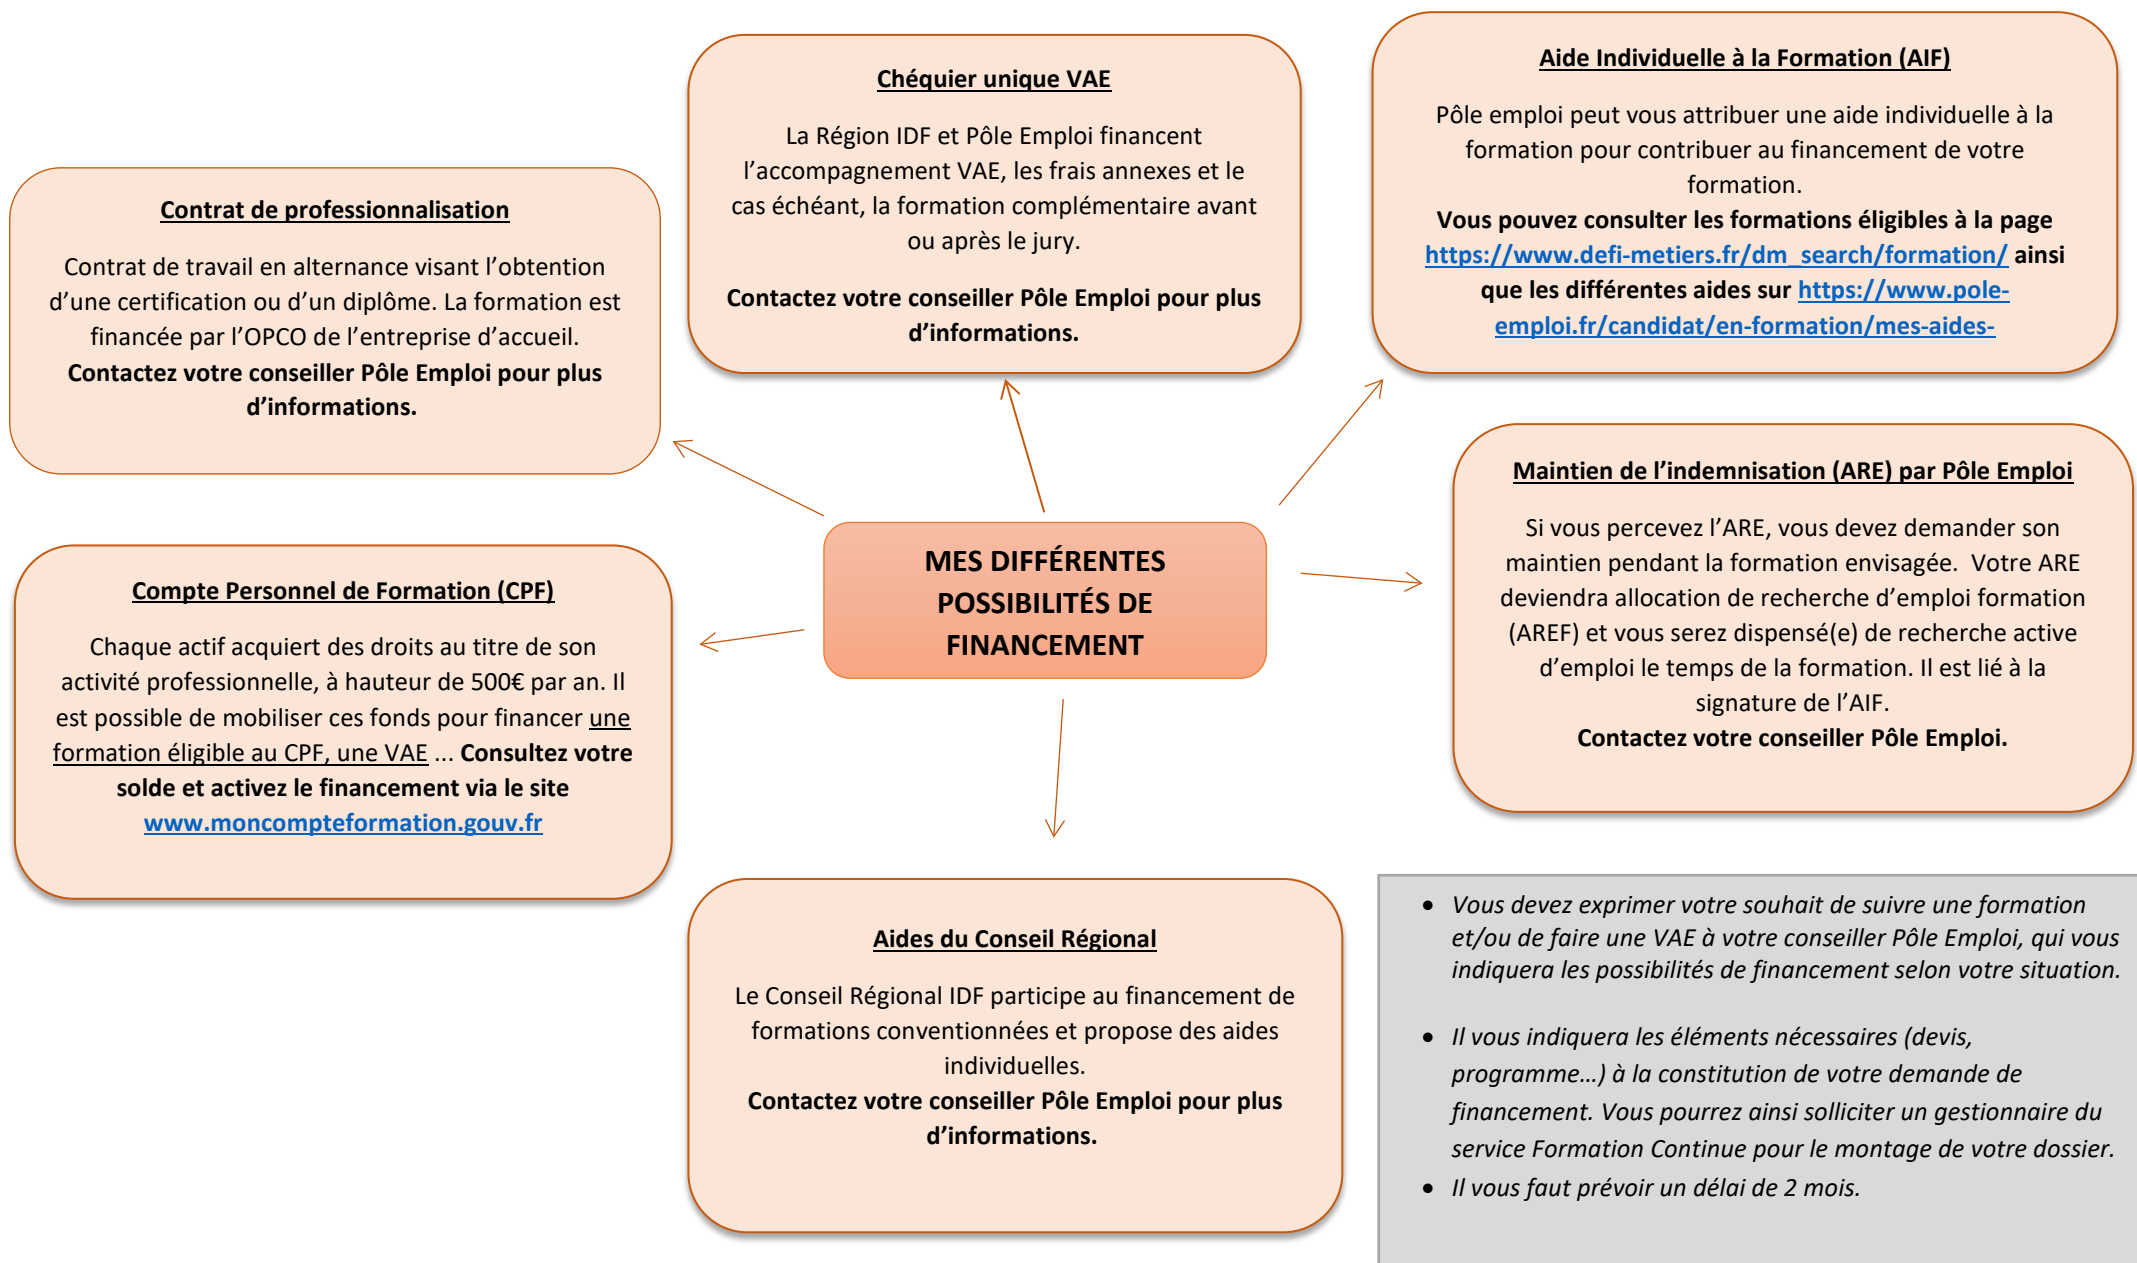 Chéquier unique VAE
La Région IDF et Pôle Emploi financent
l’accompagnement VAE, les frais annexes et le
cas échéant, la formation complémentaire avant
ou après le jury.
Contactez votre conseiller Pôle Emploi pour plus
d’informations.
Aide Individuelle à la Formation (AIF)
Pôle emploi peut vous attribuer une aide individuelle à la
formation pour contribuer au financement de votre
formation.
Vous pouvez consulter les formations éligibles à la page
https://www.defi-metiers.fr/dm_search/formation/ ainsi
que les différentes aides sur https://www.pole-
emploi.fr/candidat/en-formation/mes-aides-
Contrat de professionnalisation
Contrat de travail en alternance visant l’obtention
d’une certification ou d’un diplôme. La formation est
financée par l’OPCO de l’entreprise d’accueil.
Contactez votre conseiller Pôle Emploi pour plus
d’informations.
MES DIFFÉRENTES
POSSIBILITÉS DE
FINANCEMENT
Maintien de l’indemnisation (ARE) par Pôle Emploi
Si vous percevez l’ARE, vous devez demander son
maintien pendant la formation envisagée.  Votre ARE
deviendra allocation de recherche d’emploi formation
(AREF) et vous serez dispensé(e) de recherche active
d’emploi le temps de la formation. Il est lié à la
signature de l’AIF.
Contactez votre conseiller Pôle Emploi.
Compte Personnel de Formation (CPF)
Chaque actif acquiert des droits au titre de son
activité professionnelle, à hauteur de 500€ par an. Il
est possible de mobiliser ces fonds pour financer une
formation éligible au CPF, une VAE ... Consultez votre
solde et activez le financement via le site
www.moncompteformation.gouv.fr
Aides du Conseil Régional
Le Conseil Régional IDF participe au financement de
formations conventionnées et propose des aides
individuelles.
Contactez votre conseiller Pôle Emploi pour plus
d’informations.
• Vous devez exprimer votre souhait de suivre une formation
et/ou de faire une VAE à votre conseiller Pôle Emploi, qui vous
indiquera les possibilités de financement selon votre situation.
• Il vous indiquera les éléments nécessaires (devis,
programme…) à la constitution de votre demande de
financement. Vous pourrez ainsi solliciter un gestionnaire du
service Formation Continue pour le montage de votre dossier.
• Il vous faut prévoir un délai de 2 mois.